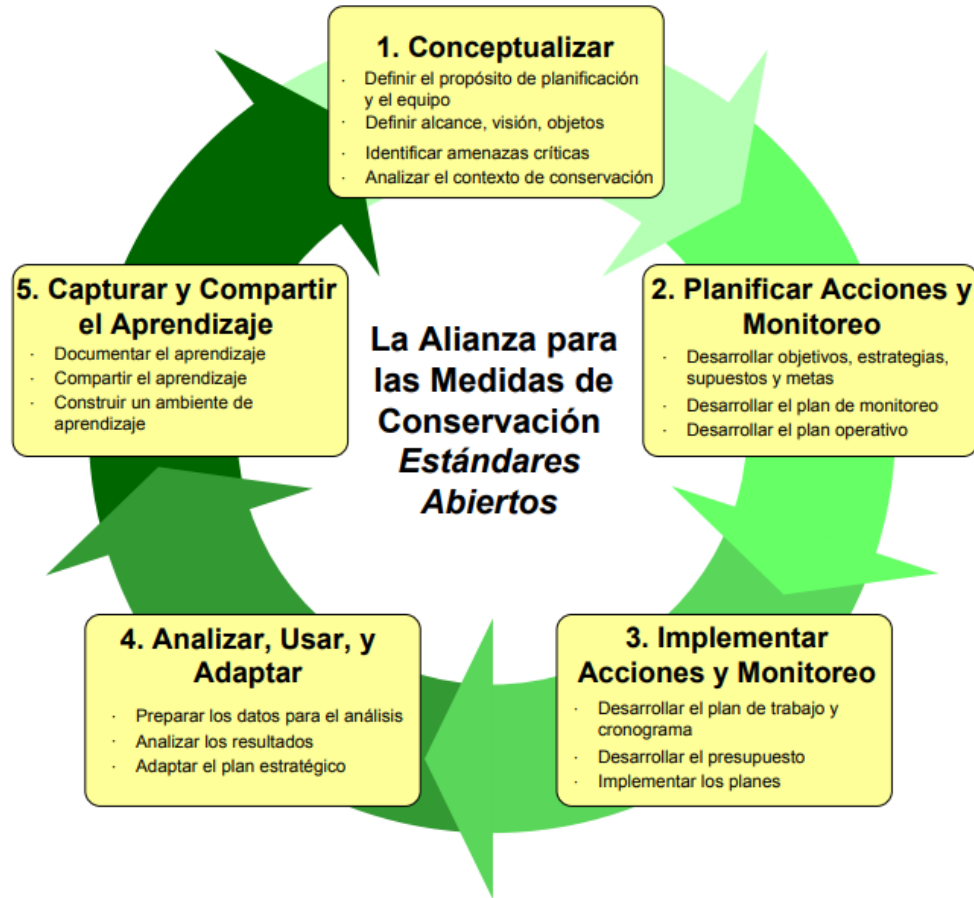 1. Conceptualizar
· Definir el propósito de planificación
y el equipo
· Definir alcance, visión, objetos
· Identificar amenazas críticas
· Analizar el contexto de conservación
2. Planificar Acciones y
Monitoreo
· Desarrollar objetivos, estrategias,
supuestos y metas
· Desarrollar el plan de monitoreo
· Desarrollar el plan operativo
3. Implementar
Acciones y Monitoreo
· Desarrollar el plan de trabajo y
cronograma
· Desarrollar el presupuesto
· Implementar los planes
4. Analizar, Usar, y
Adaptar
· Preparar los datos para el análisis
· Analizar los resultados
· Adaptar el plan estratégico
5. Capturar y Compartir
el Aprendizaje
· Documentar el aprendizaje
· Compartir el aprendizaje
· Construir un ambiente de
aprendizaje
La Alianza para
las Medidas de
Conservación
Estándares
Abiertos